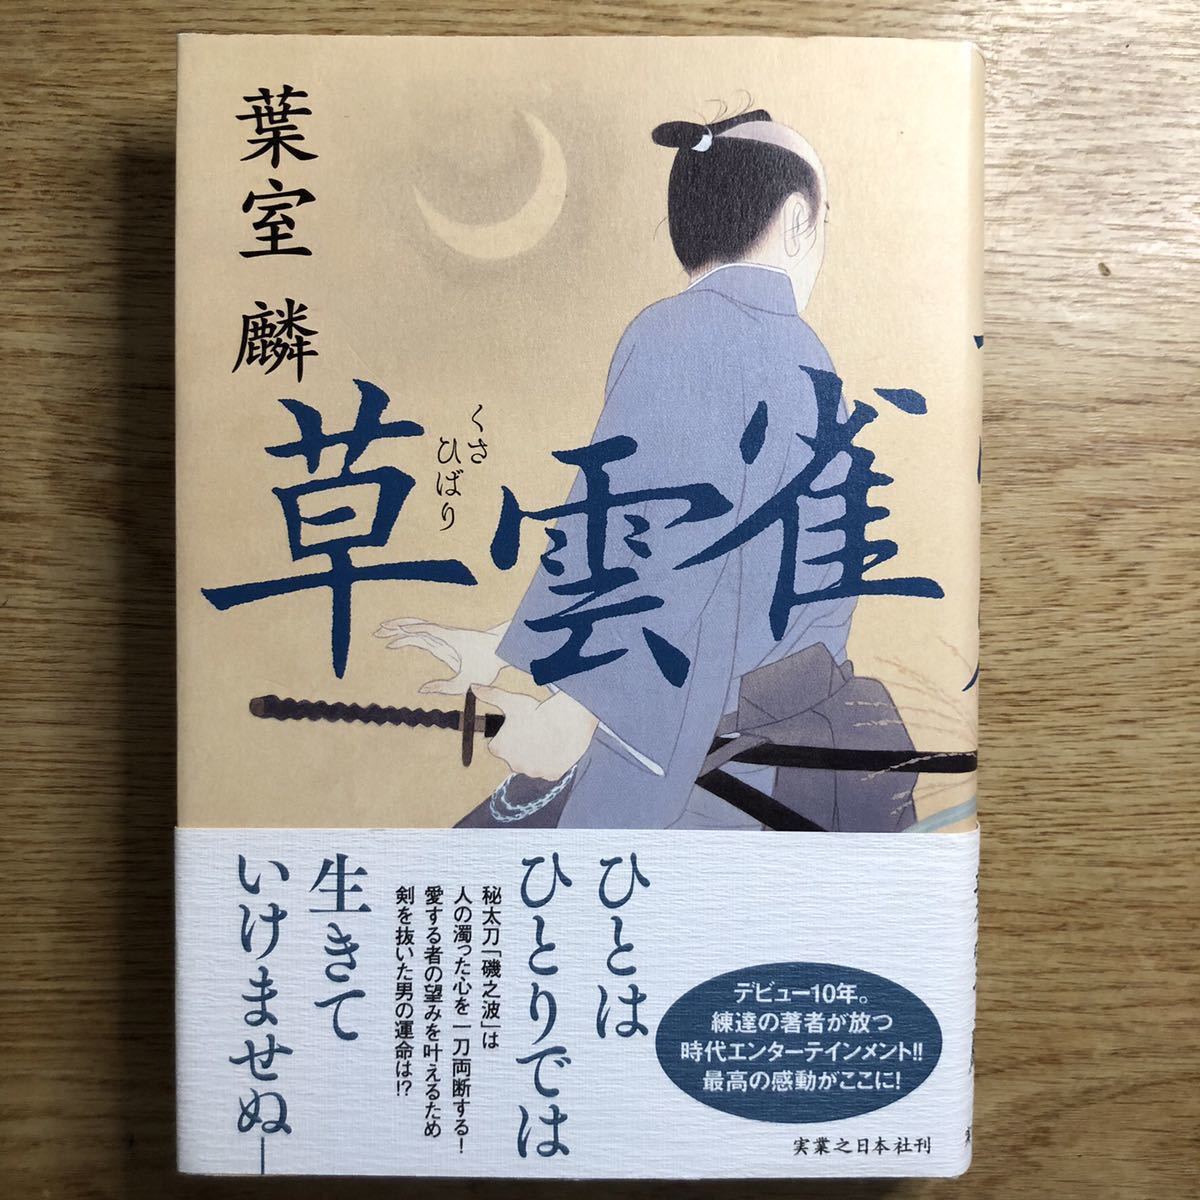 葉室 麟
草雲雀
くさ
ひばり
ひとは
ひとりでは
生きて
いけませぬ―
秘太刀「磯之波」は
人の濁った心を一刀両断する！
愛する者の望みを叶えるため
剣を抜いた男の運命は!?
デビュー10年。
練達の著者が放つ
時代エンターテインメント!!
最高の感動がここに!
実業之日本社刊